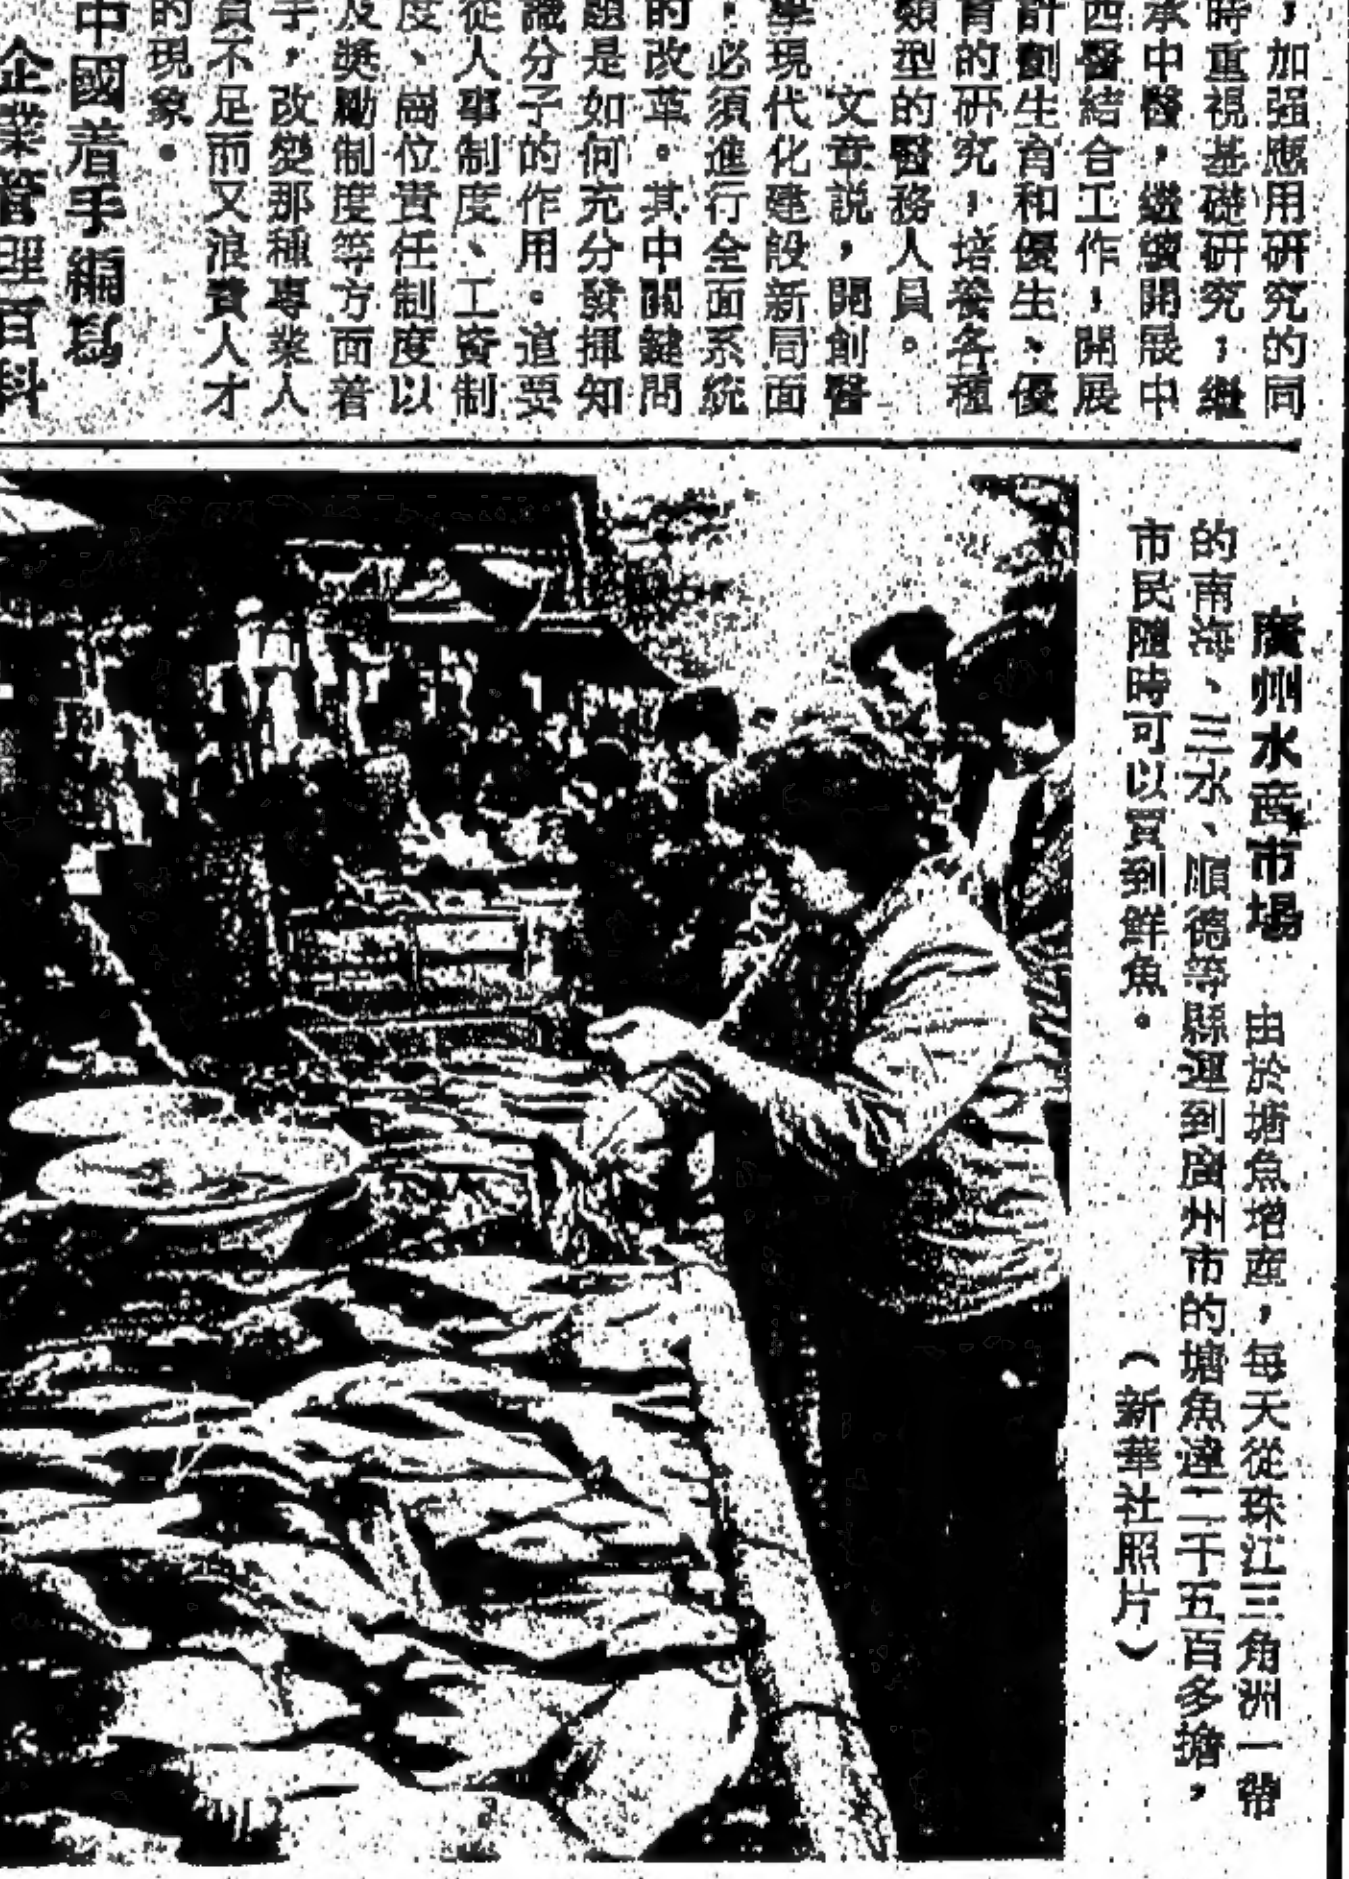 ，加强應用研究的同
時重視基礎研究；繼
承中醫，繼續開展中
西醫結合工作，開展
計劃生育和優生、優
育的研究，培養各種
類型的醫務人員。
文章説，開創醫
學現代化建設新局面
，必須進行全面系統
的改革。其中關鍵問
題是如何充分發揮知
識分子的作用。這要
從人事制度、工資制
度、崗位責任制度以
及獎勵制度等方面着
手，改變那種專業人
員不足而又浪費人才
的現象。
中國着手編寫
企業管理百科
廣州水產市場　由於塘魚增產，每天從珠江三角洲一帶
的南海、三水、順德等縣運到廣州市的塘魚達二千五百多擔，
市民隨時可以買到鮮魚。　（新華社照片）